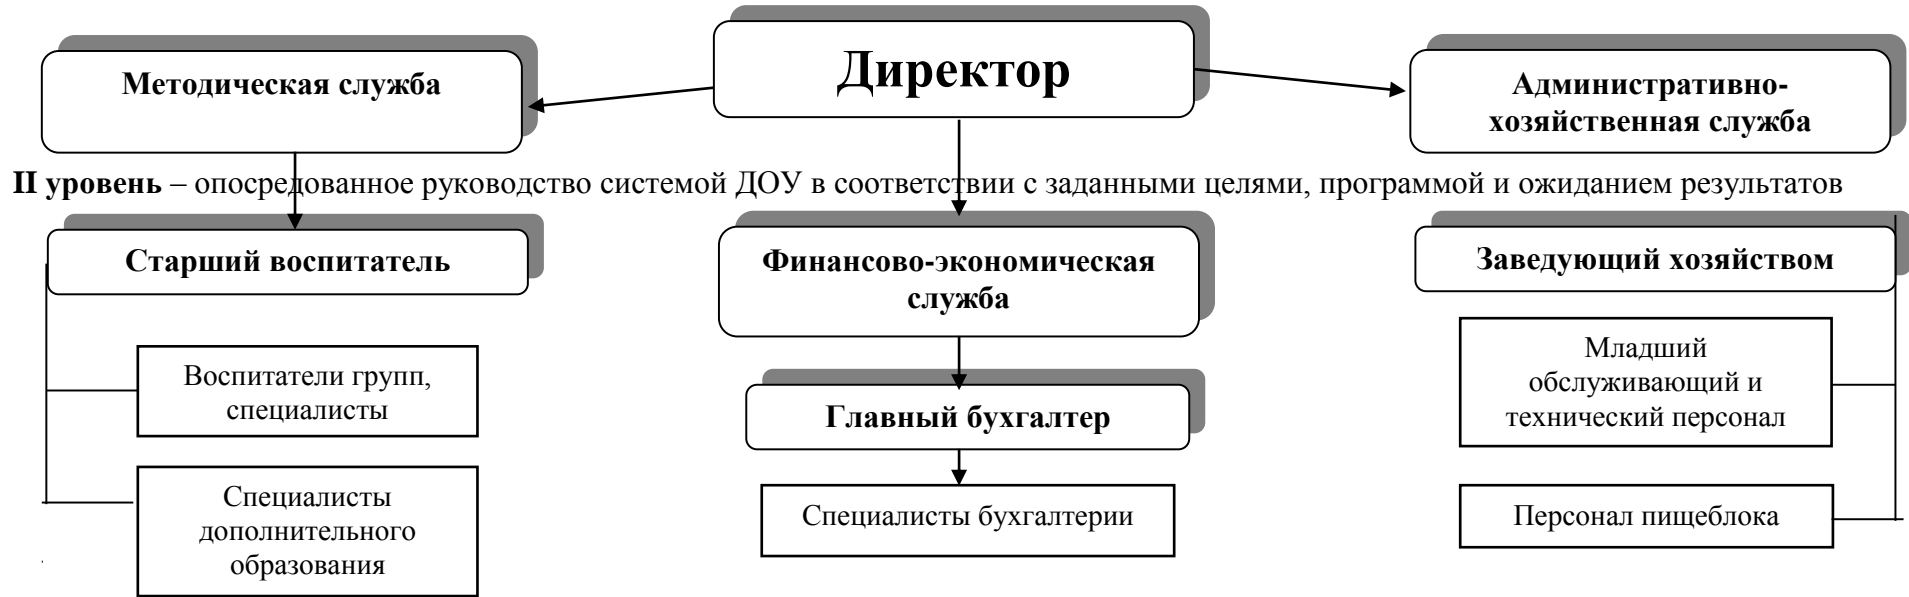 Методическая служба
Директор
Административно-
хозяйственная служба
II уровень – опосредованное руководство системой ДОУ в соответствии с заданными целями, программой и ожиданием результатов
Старший воспитатель
Воспитатели групп,
специалисты
Специалисты
дополнительного
образования
Финансово-экономическая
служба
Главный бухгалтер
Специалисты бухгалтерии
Заведующий хозяйством
Младший
обслуживающий и
технический персонал
Персонал пищеблока